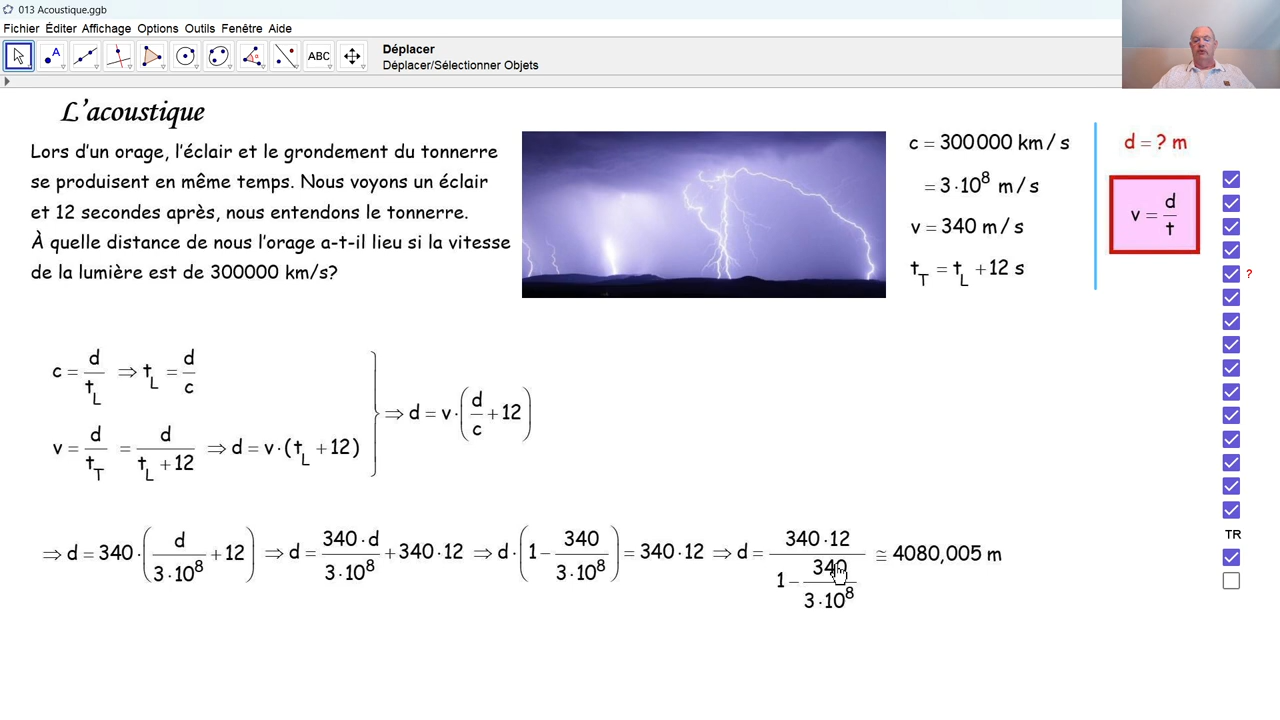 013 Acoustique.ggb
Fichier Éditer Affichage Options Outils Fenêtre Aide
A
ABC
Déplacer
Déplacer/Sélectionner Objets
L'acoustique
Lors d'un orage, l'éclair et le grondement du tonnerre
se produisent en même temps. Nous voyons un éclair
et 12 secondes après, nous entendons le tonnerre.
À quelle distance de nous l'orage a-t-il lieu si la vitesse
de la lumière est de 300000 km/s?
c = 300000 km/s
= 3·10^8 m/s
v = 340 m/s
t_T = t_L + 12 s
d = ? m
v = d/t
?
TR
c = d/t_L ⇒ t_L = d/c
v = d/t_T = d/(t_L + 12) ⇒ d = v·(t_L + 12)
⇒ d = v·(d/c + 12)
⇒ d = 340·(d/(3·10^8) + 12) ⇒ d = (340·d)/(3·10^8) + 340·12 ⇒ d·(1 − 340/(3·10^8)) = 340·12 ⇒ d = (340·12)/(1 − 340/(3·10^8)) ≅ 4080,005 m